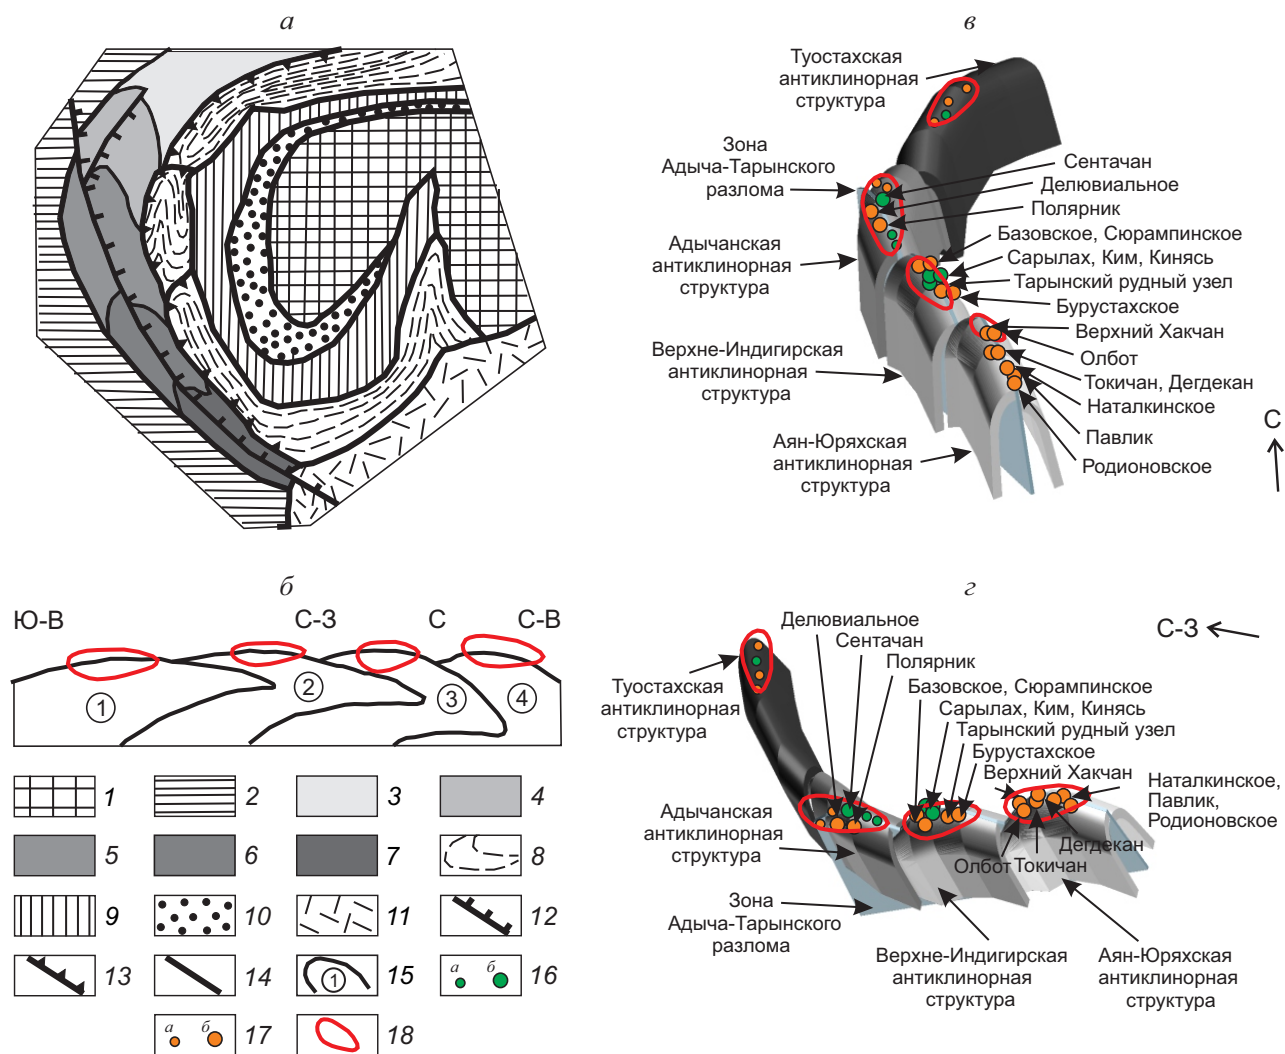 а
в
Туостахская
антиклинорная
структура
Зона
Адыча-Тарынского
разлома
Адычанская
антиклинорная
структура
Верхне-Индигирская
антиклинорная
структура
Аян-Юряхская
антиклинорная
структура
Сентачан
Делювиальное
Полярник
Базовское, Сюрампинское
Сарылах, Ким, Кинясь
Тарынский рудный узел
Бурустахское
Верхний Хакчан
Олбот
Токичан, Дегдекан
Наталкинское
Павлик
Родионовское
С
б
Ю-В
С-З
С
С-В
1
2
3
4
1
2
3
4
5
6
7
8
9
10
11
12
13
14
1
15
а
б
16
а
б
17
18
г
С-З
Делювиальное
Сентачан
Полярник
Базовское, Сюрампинское
Сарылах, Ким, Кинясь
Тарынский рудный узел
Бурустахское
Верхний Хакчан
Наталкинское,
Павлик,
Родионовское
Туостахская
антиклинорная
структура
Адычанская
антиклинорная
структура
Дегдекан
Олбот
Токичан
Зона
Адыча-Тарынского
разлома
Верхне-Индигирская
антиклинорная
структура
Аян-Юряхская
антиклинорная
структура